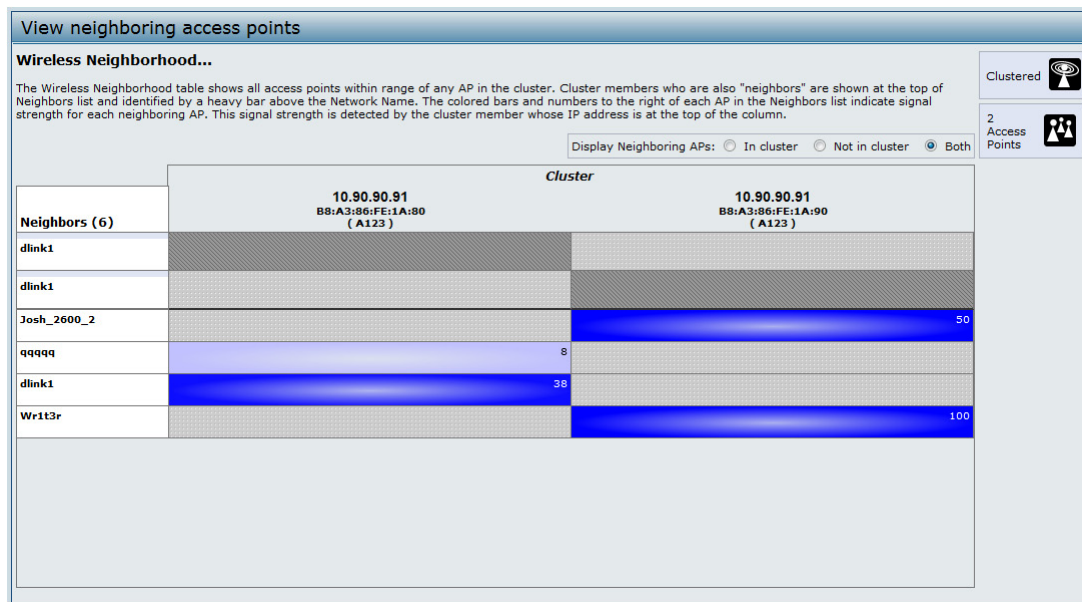 View neighboring access points
Wireless Neighborhood...
The Wireless Neighborhood table shows all access points within range of any AP in the cluster. Cluster members who are also "neighbors" are shown at the top of
Neighbors list and identified by a heavy bar above the Network Name. The colored bars and numbers to the right of each AP in the Neighbors list indicate signal
strength for each neighboring AP. This signal strength is detected by the cluster member whose IP address is at the top of the column.
Clustered
2
Access
Points
Display Neighboring APs: In cluster Not in cluster Both
Cluster
Neighbors (6)
10.90.90.91
B8:A3:86:FE:1A:80
( A123 )
10.90.90.91
B8:A3:86:FE:1A:90
( A123 )
dlink1
dlink1
Josh_2600_2 50
qqqqq 8
dlink1 38
Wr1t3r 100